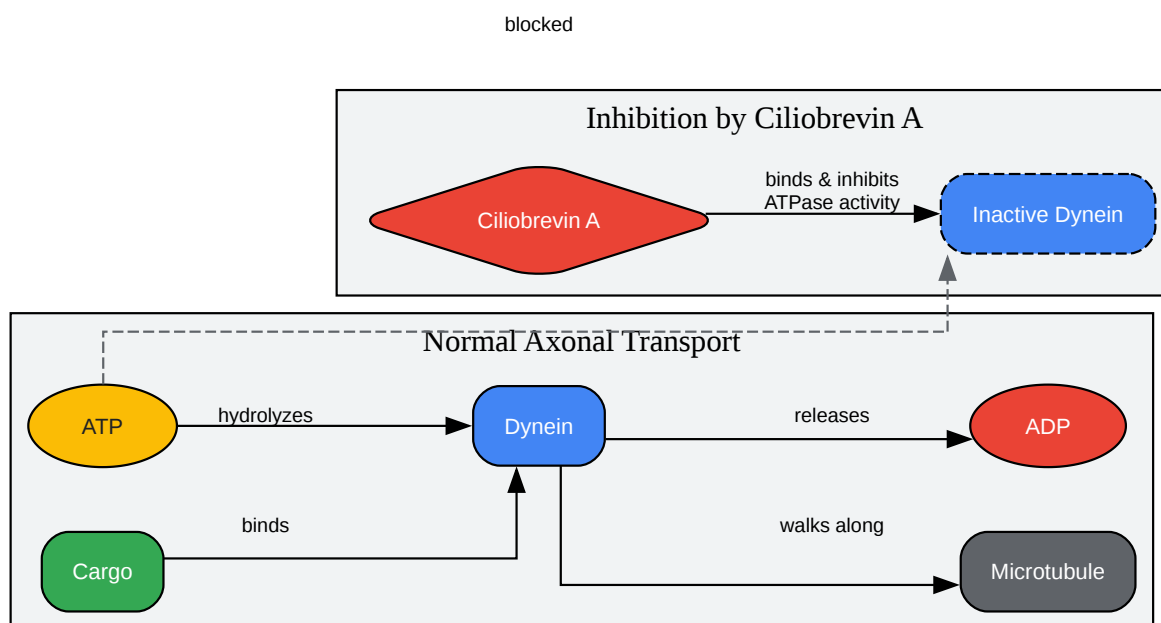 blocked
Inhibition by Ciliobrevin A
binds & inhibits
ATPase activity
Ciliobrevin A
Inactive Dynein
Normal Axonal Transport
ATP
hydrolyzes
Dynein
releases
ADP
binds
walks along
Cargo
Microtubule